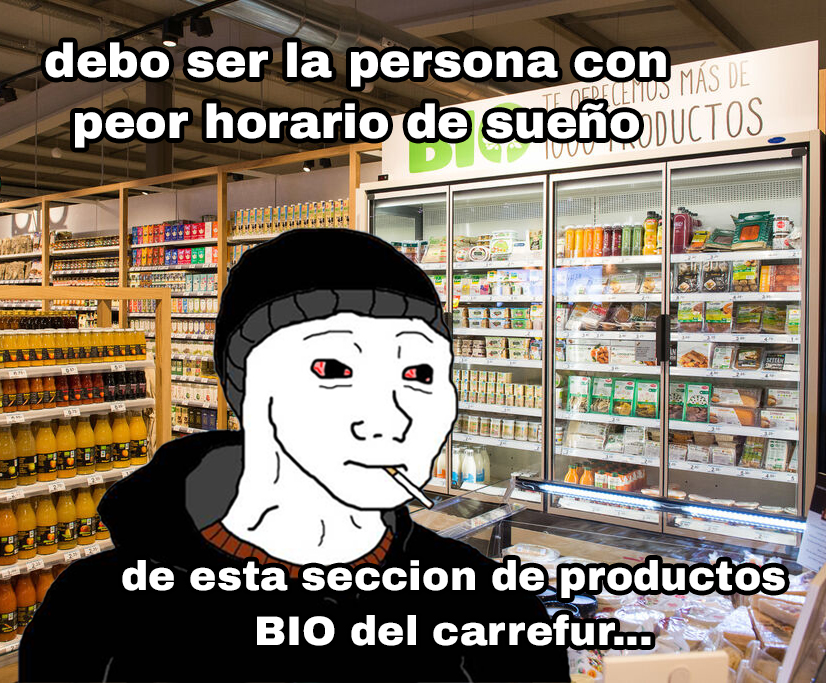 debo ser la persona con
peor horario de sueño
BIO TE OFRECEMOS MÁS DE
PRODUCTOS
de esta seccion de productos
BIO del carrefur...